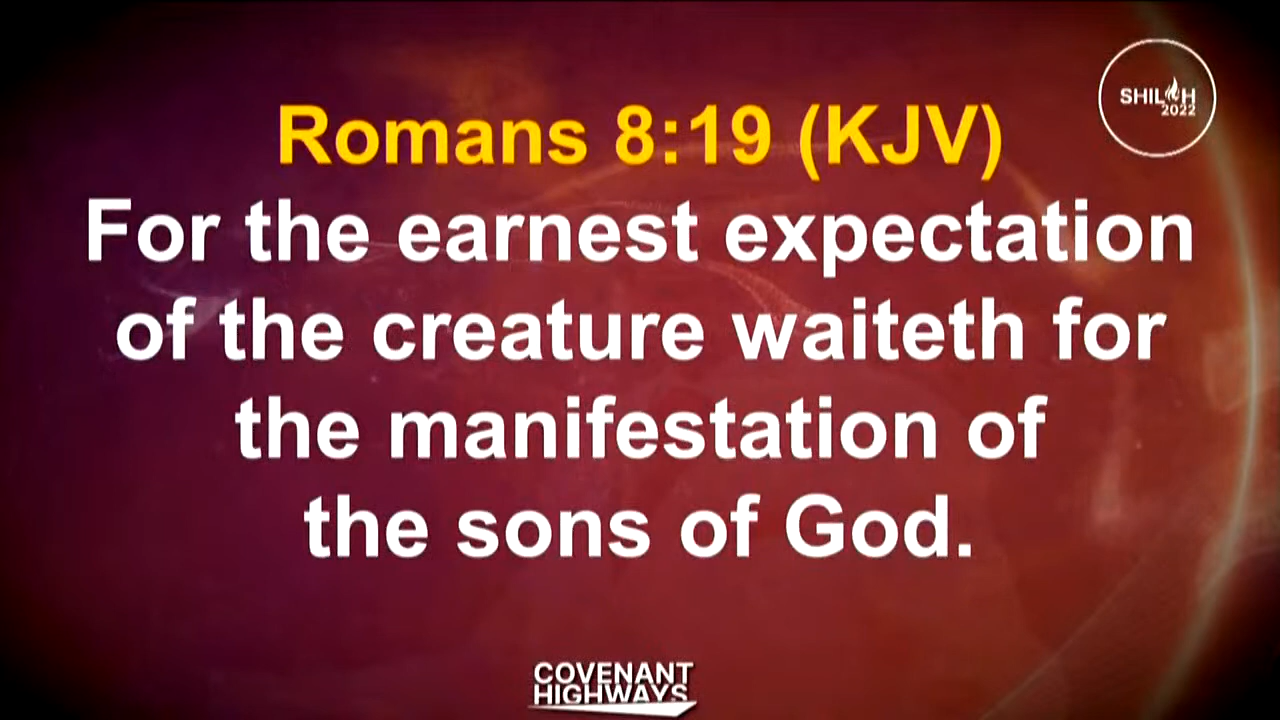 SHILOH
2022
Romans 8:19 (KJV)
For the earnest expectation
of the creature waiteth for
the manifestation of
the sons of God.
COVENANT
HIGHWAYS